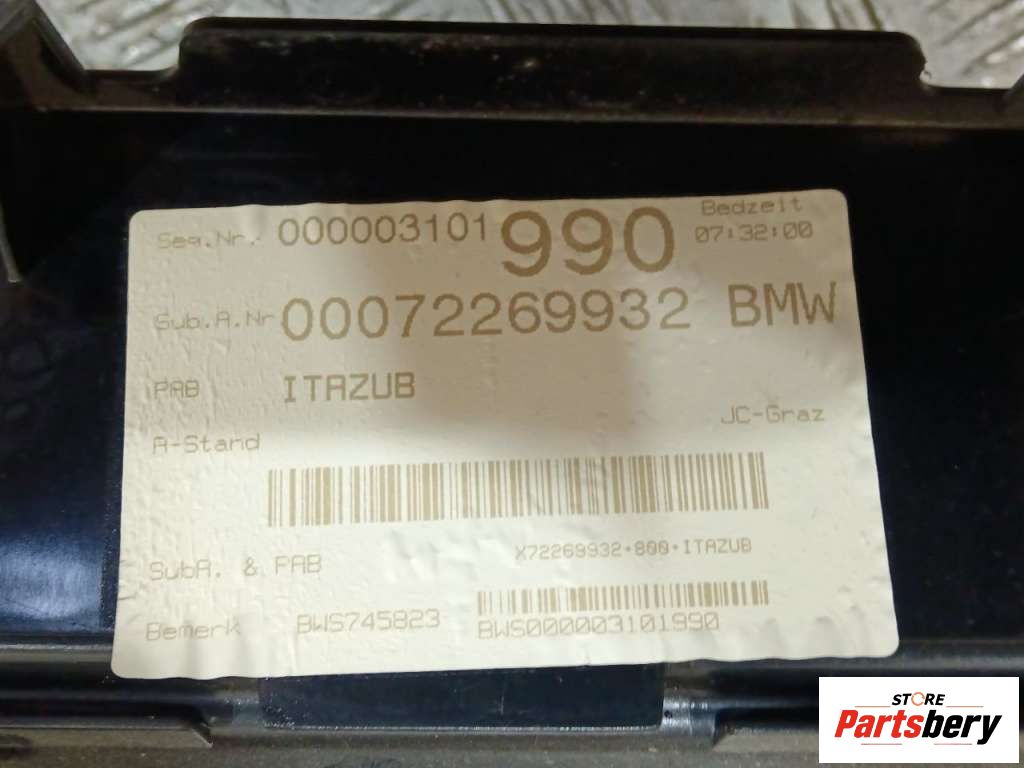 Seq.Nr. 000003101 990 Bedzeit
07:32:00
Sub.A.Nr 00072269932 BMW
PAB ITAZUB
JC-Graz
A-Stand
X72269932+800+ITAZUB
SubA. & PAB
Bemerk BWS745823 BWS000003101990
STORE
Partsbery